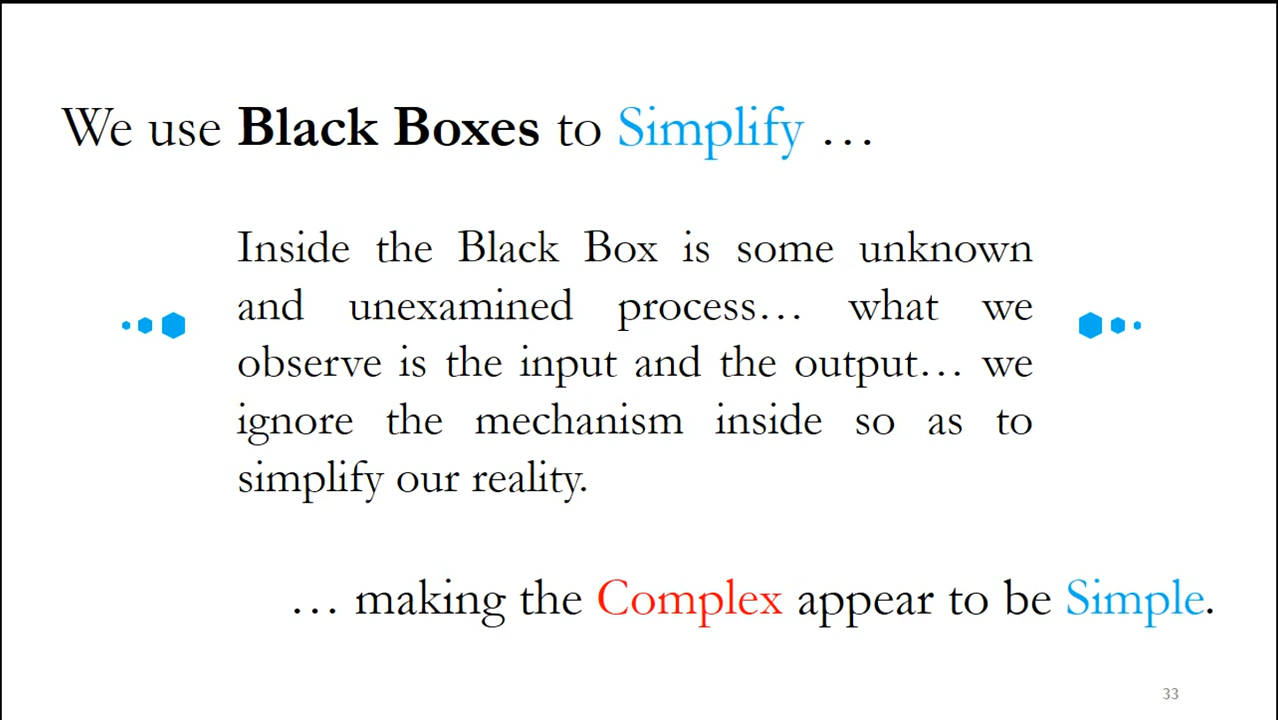 We use Black Boxes to Simplify …
Inside the Black Box is some unknown
and unexamined process… what we
observe is the input and the output… we
ignore the mechanism inside so as to
simplify our reality.
… making the Complex appear to be Simple.
33